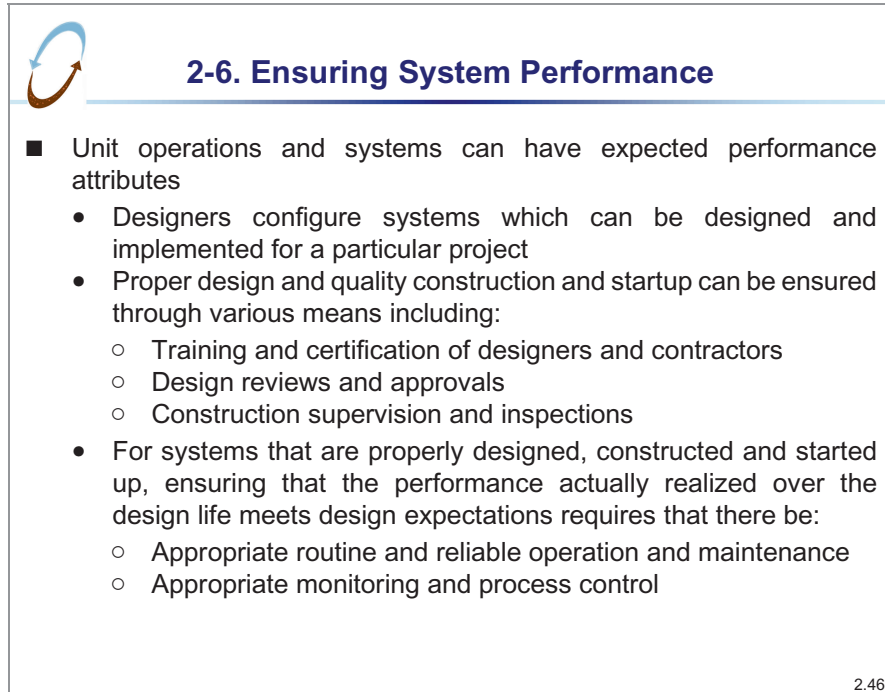 2-6. Ensuring System Performance
■ Unit operations and systems can have expected performance
attributes
• Designers configure systems which can be designed and
implemented for a particular project
• Proper design and quality construction and startup can be ensured
through various means including:
○ Training and certification of designers and contractors
○ Design reviews and approvals
○ Construction supervision and inspections
• For systems that are properly designed, constructed and started
up, ensuring that the performance actually realized over the
design life meets design expectations requires that there be:
○ Appropriate routine and reliable operation and maintenance
○ Appropriate monitoring and process control
2.46